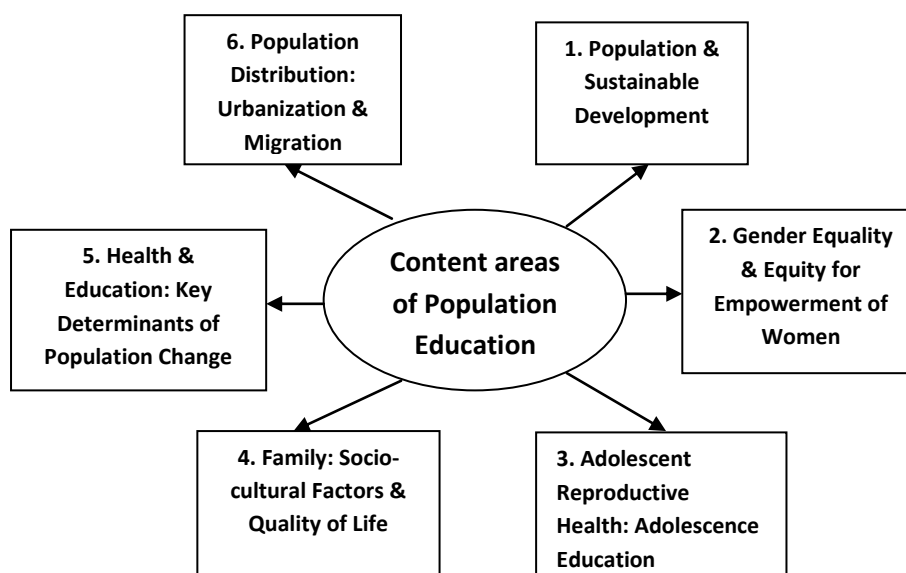 Content areas
of Population
Education
1. Population &
Sustainable
Development
2. Gender Equality
& Equity for
Empowerment of
Women
3. Adolescent
Reproductive
Health: Adolescence
Education
4. Family: Socio-
cultural Factors &
Quality of Life
5. Health &
Education: Key
Determinants of
Population Change
6. Population
Distribution:
Urbanization &
Migration